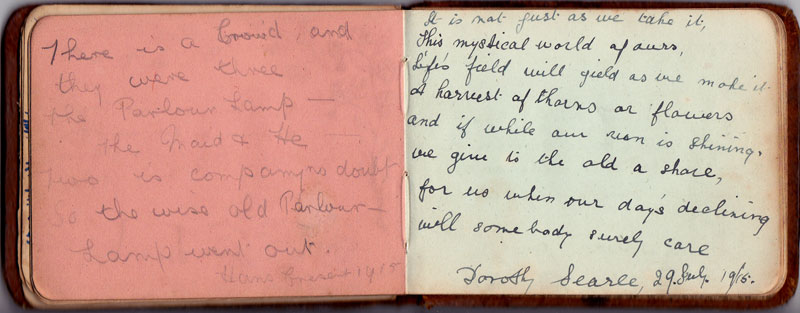 There is a Crowd, and
they were three
The Parlour Lamp —
The Maid & He —
Two is company no doubt
So the wise old Parlour—
Lamp went out.
1915
It is not just as we take it,
This mystical world of ours,
Life's field will yield as we make it
A harvest of thorns or flowers
and if while our sun is shining,
we give to the old a share,
for us when our day's declining
will somebody surely care
Dorothy Searle, 29. July. 1915.